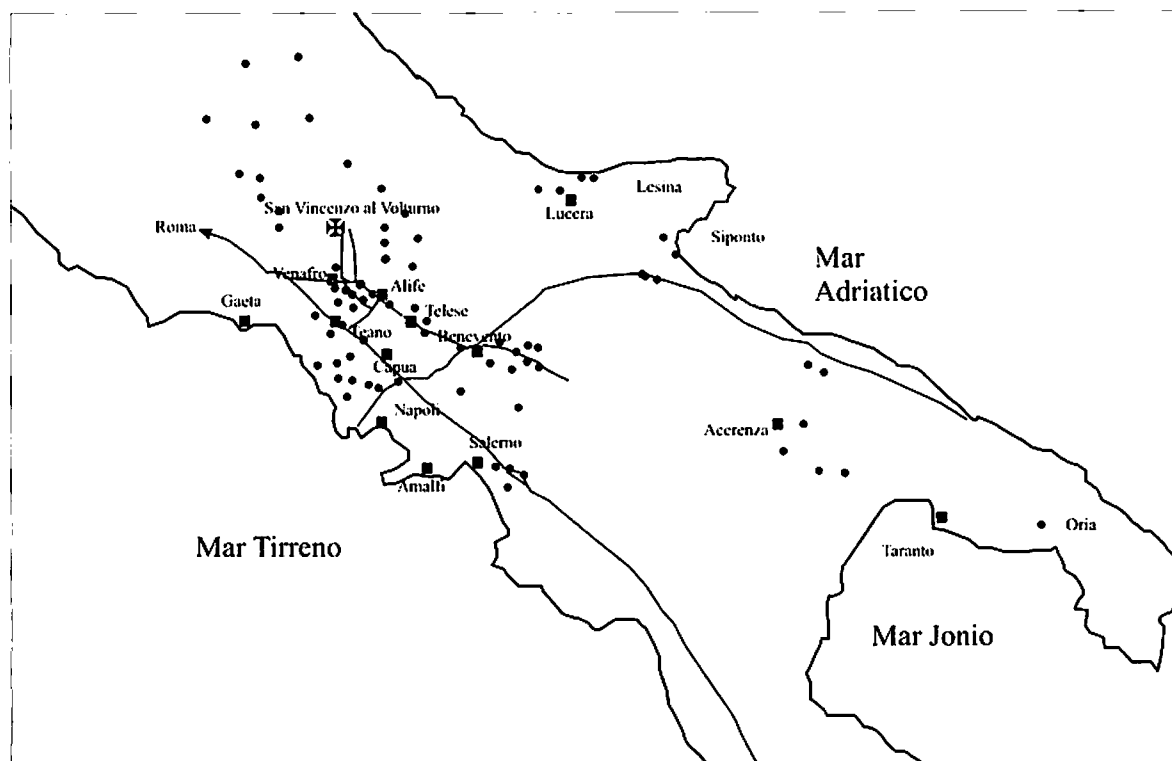 Lesina
San Vincenzo al Volturno
Lucera
Roma
Siponto
Mar
Adriatico
Venafro
Alife
Gaeta
Telese
Teano
Benevento
Capua
Napoli
Acerenza
Salerno
Amalfi
Oria
Mar Tirreno
Taranto
Mar Jonio